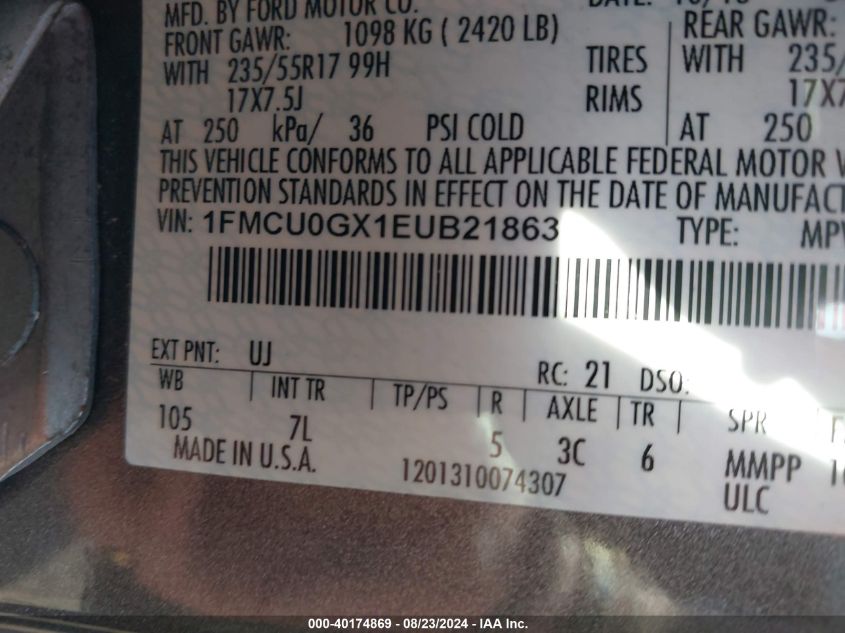 MFD. BY FORD MOTOR CO.
FRONT GAWR: 1098 KG ( 2420 LB) REAR GAWR:
WITH 235/55R17 99H TIRES WITH 235/
17X7.5J RIMS 17X7
AT 250 kPa/ 36 PSI COLD AT 250
THIS VEHICLE CONFORMS TO ALL APPLICABLE FEDERAL MOTOR V
PREVENTION STANDARDS IN EFFECT ON THE DATE OF MANUFACT
VIN: 1FMCU0GX1EUB21863 TYPE: MPV
EXT PNT: UJ RC: 21 DSO:
WB INT TR TP/PS R AXLE TR SPR
105 7L 5 3C 6 MMPP
MADE IN U.S.A. 1201310074307 ULC
000-40174869 - 08/23/2024 - IAA Inc.